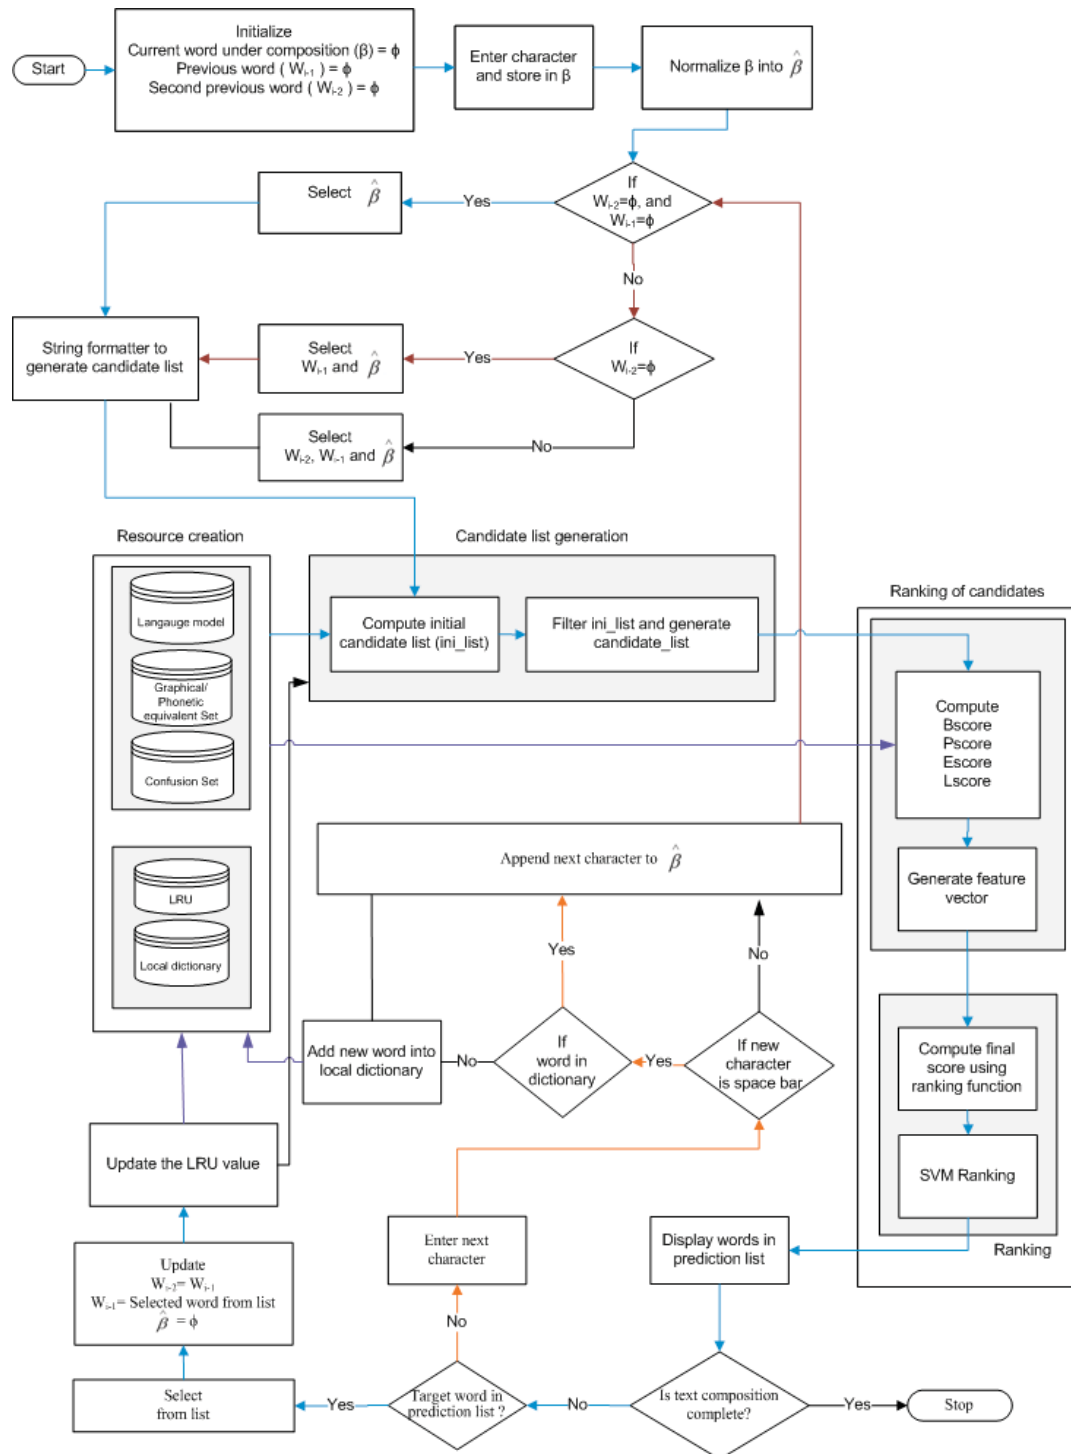 Start
Initialize
Current word under composition (β) = ϕ
Previous word ( Wi-1 ) = ϕ
Second previous word ( Wi-2 ) = ϕ
Enter character
and store in β
Normalize β into β̂
If
Wi-2=ϕ, and
Wi-1=ϕ
Yes
Select β̂
No
If
Wi-2=ϕ
Yes
Select
Wi-1 and β̂
String formatter to
generate candidate list
No
Select
Wi-2, Wi-1 and β̂
Resource creation
Langauge model
Graphical/
Phonetic
equivalent Set
Confusion Set
LRU
Local dictionary
Candidate list generation
Compute initial
candidate list (ini_list)
Filter ini_list and generate
candidate_list
Ranking of candidates
Compute
Bscore
Pscore
Escore
Lscore
Generate feature
vector
Compute final
score using
ranking function
SVM Ranking
Ranking
Append next character to β̂
Yes
No
Add new word into
local dictionary
No
If
word in
dictionary
Yes
If new
character
is space bar
Update the LRU value
Enter next
character
Display words in
prediction list
Update
Wi-2= Wi-1
Wi-1= Selected word from list
β̂ = ϕ
No
Select
from list
Yes
Target word in
prediction list ?
No
Is text composition
complete?
Yes
Stop